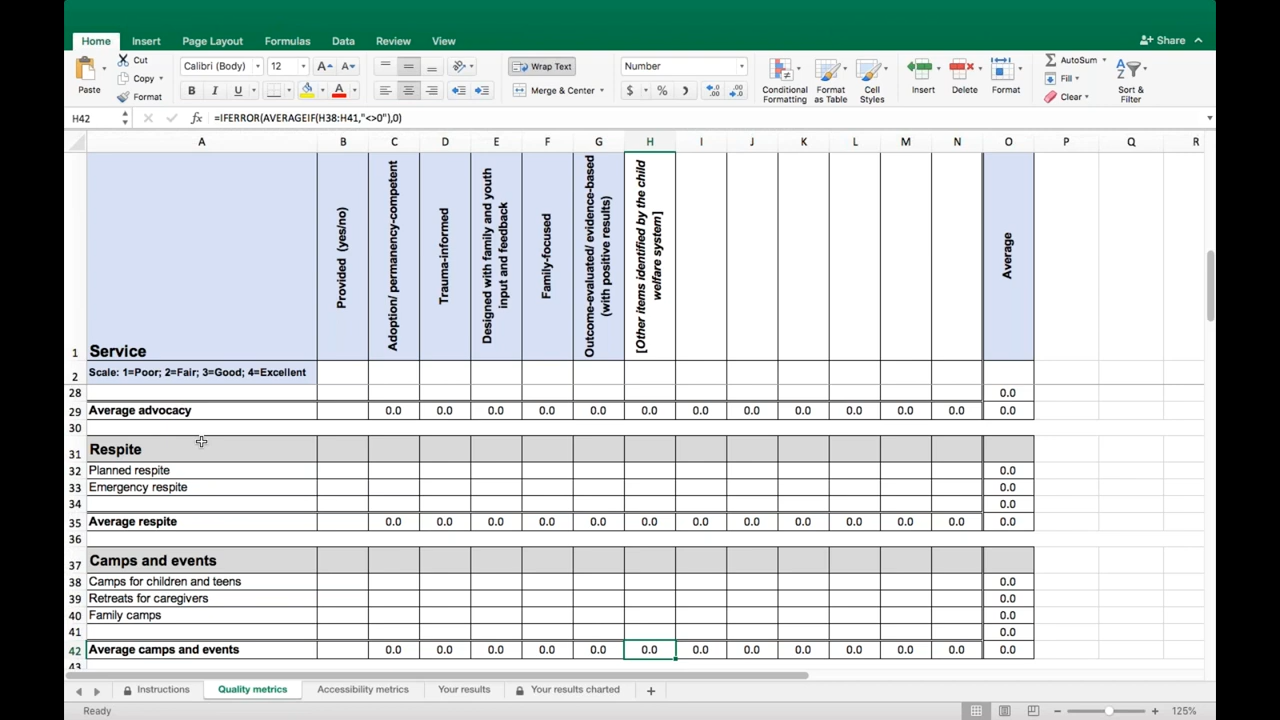 Home Insert Page Layout Formulas Data Review View Share
Cut Calibri (Body) 12 A A Wrap Text Number AutoSum
Paste Copy Conditional Formatting Format as Table Cell Styles Insert Delete Format Fill Sort & Filter
Format B I U A Merge & Center $ % Clear
H42 fx =IFERROR(AVERAGEIF(H38:H41,"<>0"),0)
A B C D E F G H I J K L M N O P Q R
1 Service Provided (yes/no) Adoption/ permanency-competent Trauma-informed Designed with family and youth input and feedback Family-focused Outcome-evaluated/ evidence-based (with positive results) [Other items identified by the child welfare system] Average
2 Scale: 1=Poor; 2=Fair; 3=Good; 4=Excellent
28 0.0
29 Average advocacy 0.0 0.0 0.0 0.0 0.0 0.0 0.0 0.0 0.0 0.0 0.0 0.0 0.0
30
31 Respite
32 Planned respite 0.0
33 Emergency respite 0.0
34 0.0
35 Average respite 0.0 0.0 0.0 0.0 0.0 0.0 0.0 0.0 0.0 0.0 0.0 0.0 0.0
36
37 Camps and events
38 Camps for children and teens 0.0
39 Retreats for caregivers 0.0
40 Family camps 0.0
41 0.0
42 Average camps and events 0.0 0.0 0.0 0.0 0.0 0.0 0.0 0.0 0.0 0.0 0.0 0.0 0.0
43
Instructions Quality metrics Accessibility metrics Your results Your results charted
Ready 125%